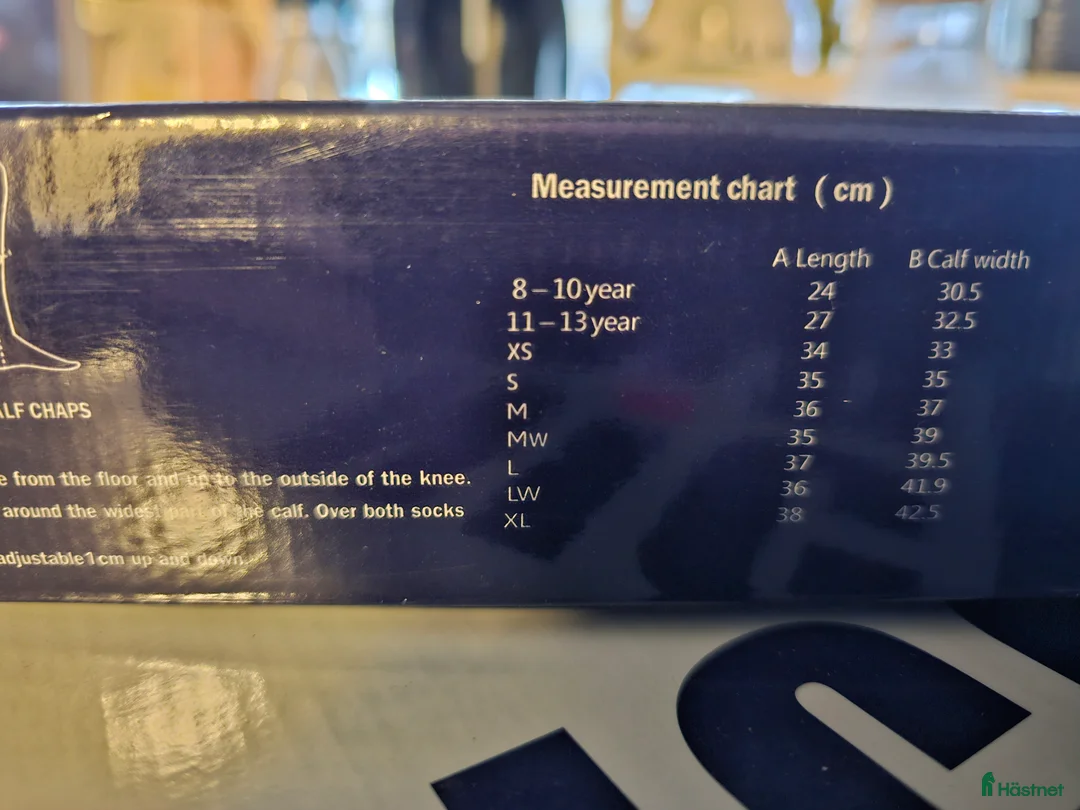 Measurement chart ( cm )
A Length B Calf width
8 – 10 year 24 30.5
11 – 13 year 27 32.5
XS 34 33
S 35 35
M 36 37
MW 35 39
L 37 39.5
LW 36 41.9
XL 38 42.5
ALF CHAPS
e from the floor and up to the outside of the knee.
around the widest part of the calf. Over both socks
adjustable 1cm up and down.
Hästnet